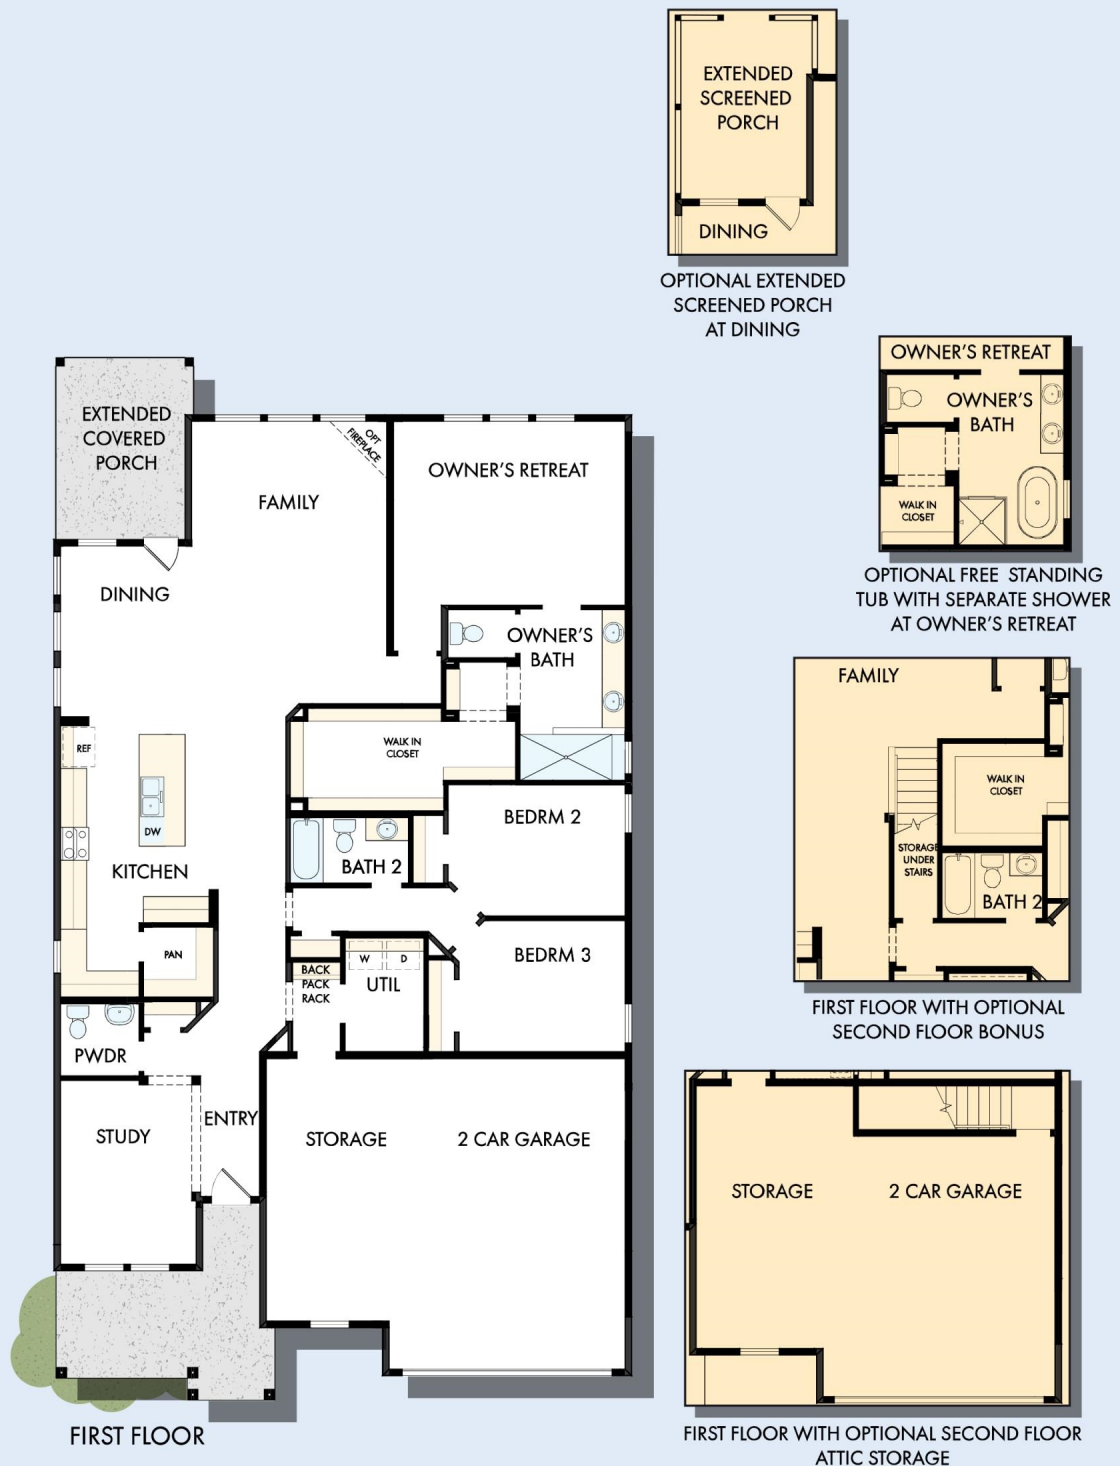 EXTENDED
SCREENED
PORCH
DINING
OPTIONAL EXTENDED
SCREENED PORCH
AT DINING
OWNER'S RETREAT
OWNER'S
BATH
WALK IN
CLOSET
OPTIONAL FREE STANDING
TUB WITH SEPARATE SHOWER
AT OWNER'S RETREAT
EXTENDED
COVERED
PORCH
OPT
FIREPLACE
FAMILY
OWNER'S RETREAT
DINING
OWNER'S
BATH
REF
WALK IN
CLOSET
DW
KITCHEN
BEDRM 2
BATH 2
PAN
BACK
PACK
RACK
W
D
UTIL
BEDRM 3
PWDR
STUDY
ENTRY
STORAGE
2 CAR GARAGE
FIRST FLOOR
FAMILY
WALK IN
CLOSET
STORAGE
UNDER
STAIRS
BATH 2
FIRST FLOOR WITH OPTIONAL
SECOND FLOOR BONUS
STORAGE
2 CAR GARAGE
FIRST FLOOR WITH OPTIONAL SECOND FLOOR
ATTIC STORAGE